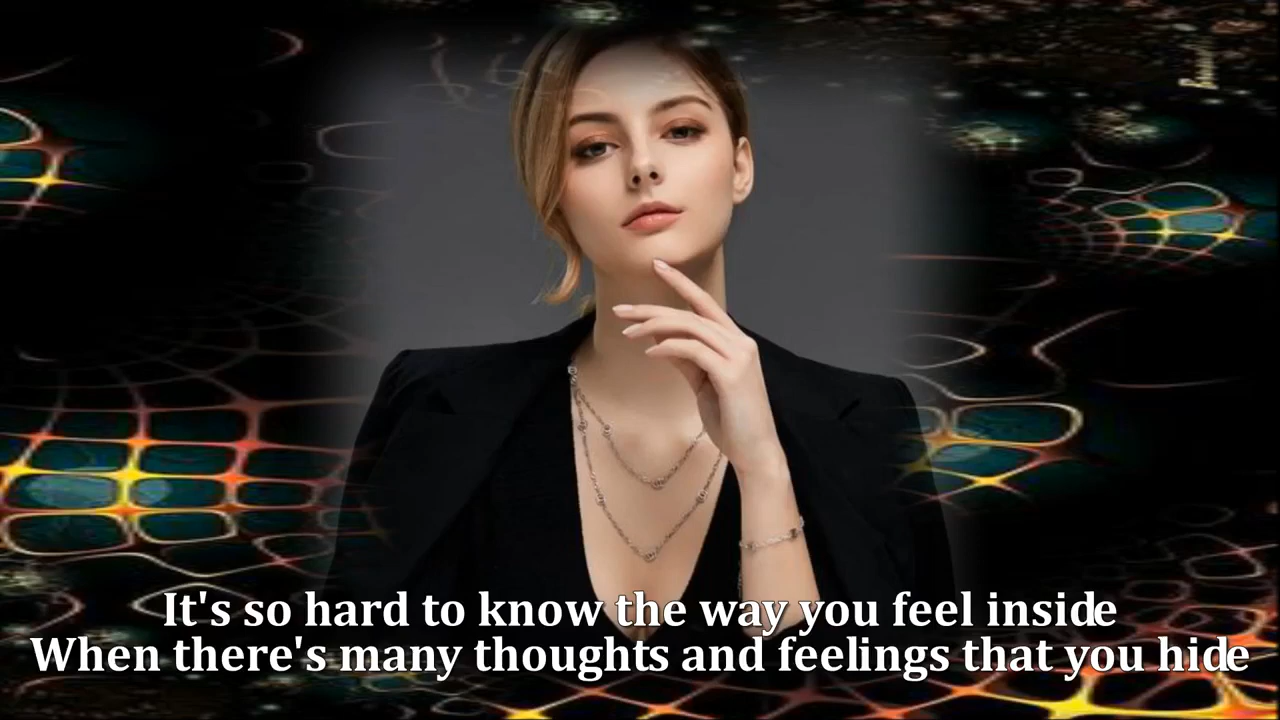 It's so hard to know the way you feel inside
When there's many thoughts and feelings that you hide